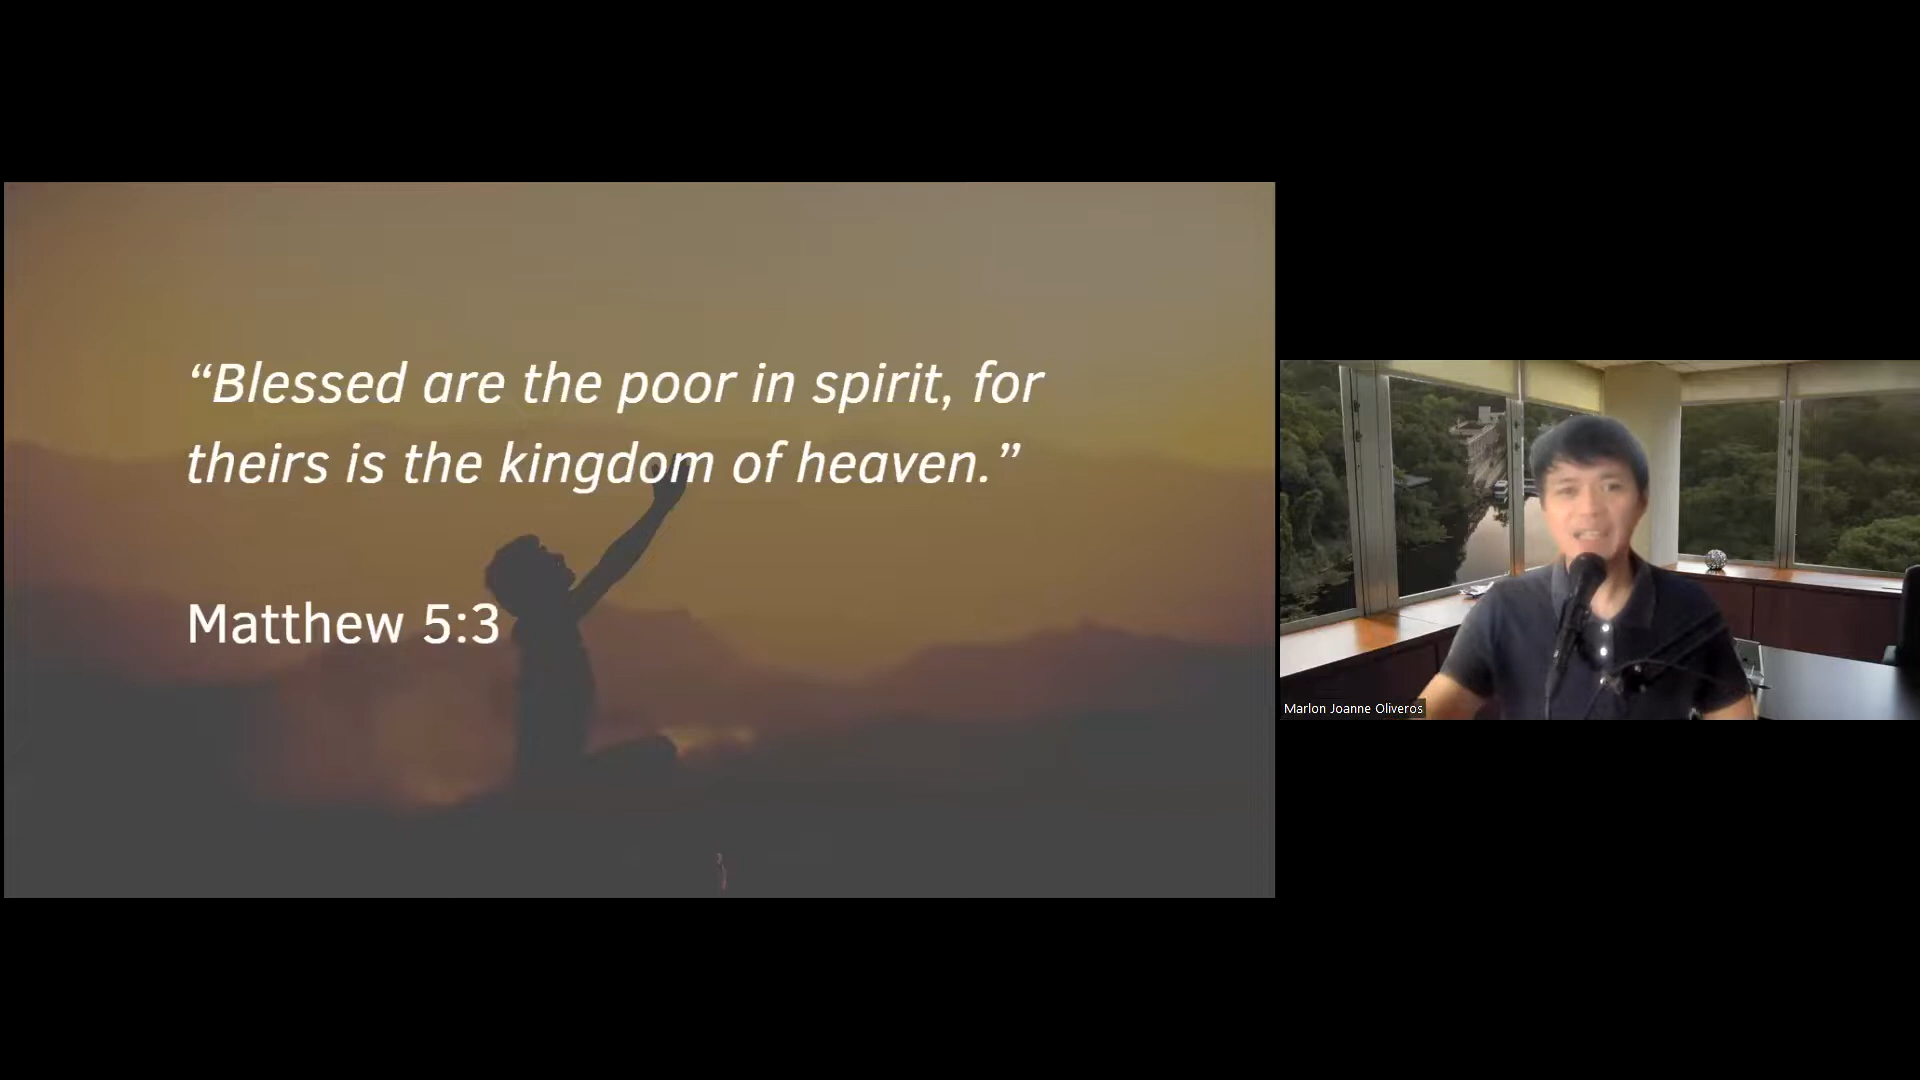 “Blessed are the poor in spirit, for
theirs is the kingdom of heaven.”
Matthew 5:3
Marlon Joanne Oliveros